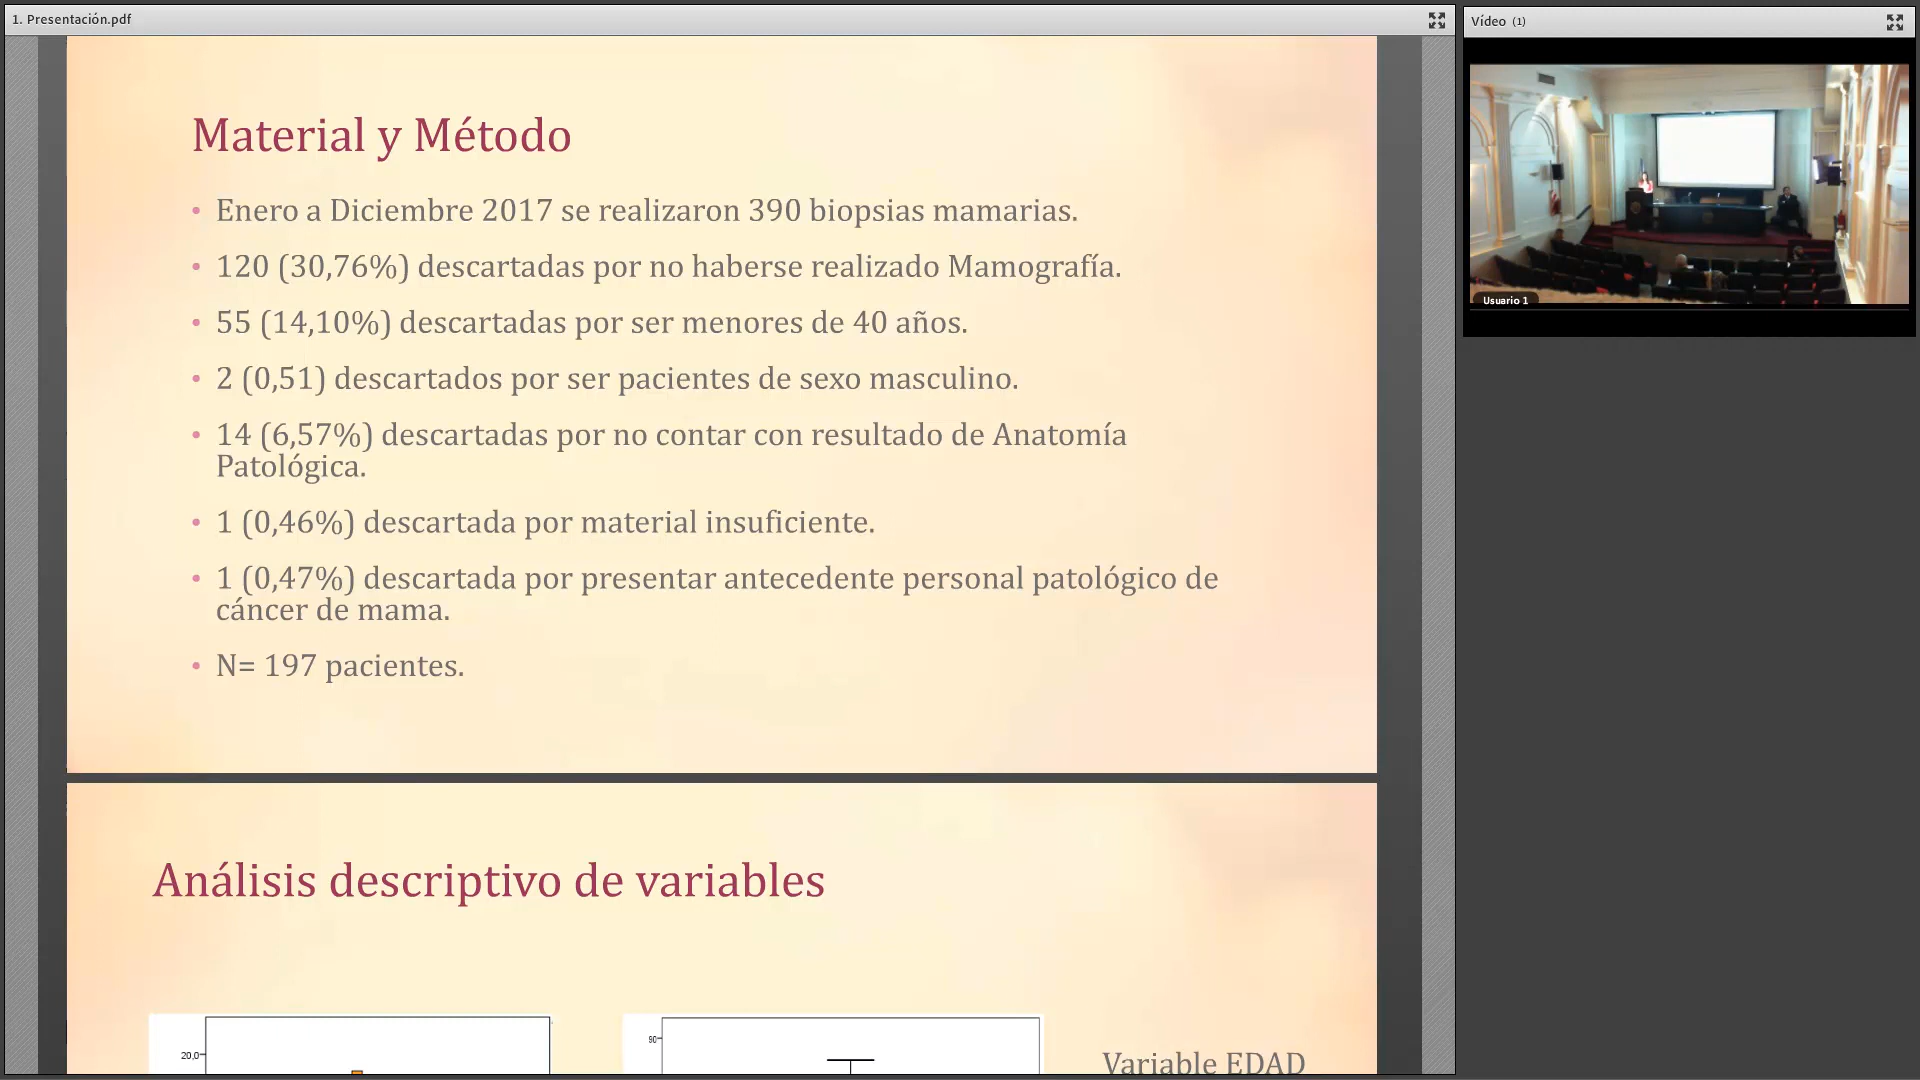 1. Presentación.pdf
Material y Método
• Enero a Diciembre 2017 se realizaron 390 biopsias mamarias.
• 120 (30,76%) descartadas por no haberse realizado Mamografía.
• 55 (14,10%) descartadas por ser menores de 40 años.
• 2 (0,51) descartados por ser pacientes de sexo masculino.
• 14 (6,57%) descartadas por no contar con resultado de Anatomía
Patológica.
• 1 (0,46%) descartada por material insuficiente.
• 1 (0,47%) descartada por presentar antecedente personal patológico de
cáncer de mama.
• N= 197 pacientes.
Análisis descriptivo de variables
20,0
90
Variable EDAD
Vídeo (1)
Usuario 1